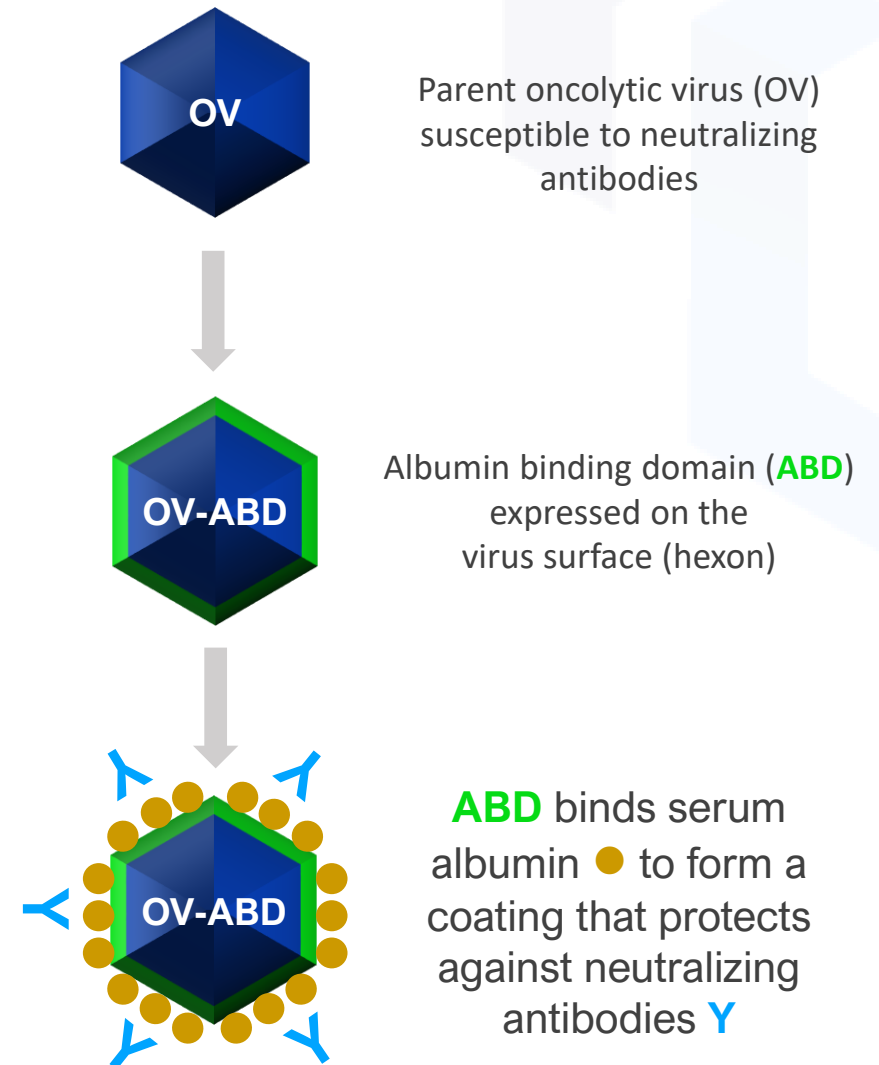 OV
Parent oncolytic virus (OV)
susceptible to neutralizing
antibodies
OV-ABD
Albumin binding domain (ABD)
expressed on the
virus surface (hexon)
OV-ABD
ABD binds serum
albumin to form a
coating that protects
against neutralizing
antibodies Y